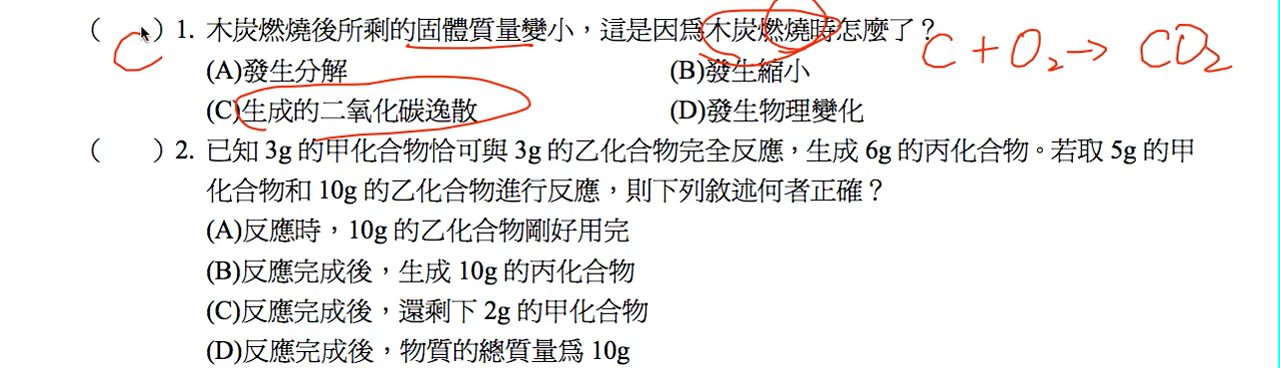 ( C ) 1. 木炭燃燒後所剩的固體質量變小，這是因為木炭燃燒時怎麼了？ C + O₂ → CO₂
(A)發生分解 (B)發生縮小
(C)生成的二氧化碳逸散 (D)發生物理變化
( ) 2. 已知 3g 的甲化合物恰可與 3g 的乙化合物完全反應，生成 6g 的丙化合物。若取 5g 的甲
化合物和 10g 的乙化合物進行反應，則下列敘述何者正確？
(A)反應時，10g 的乙化合物剛好用完
(B)反應完成後，生成 10g 的丙化合物
(C)反應完成後，還剩下 2g 的甲化合物
(D)反應完成後，物質的總質量為 10g